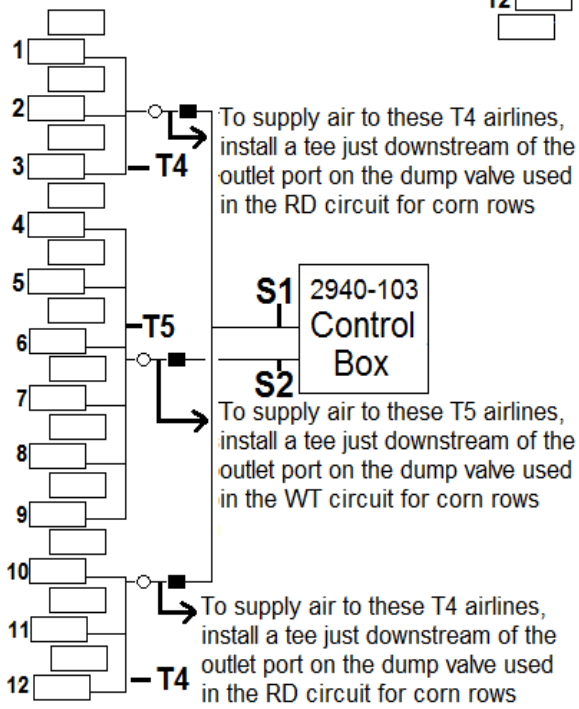 12
1
2
3
T4
To supply air to these T4 airlines,
install a tee just downstream of the
outlet port on the dump valve used
in the RD circuit for corn rows
4
5
6
7
8
9
T5
S1
S2
2940-103
Control
Box
To supply air to these T5 airlines,
install a tee just downstream of the
outlet port on the dump valve used
in the WT circuit for corn rows
10
11
12
T4
To supply air to these T4 airlines,
install a tee just downstream of the
outlet port on the dump valve used
in the RD circuit for corn rows